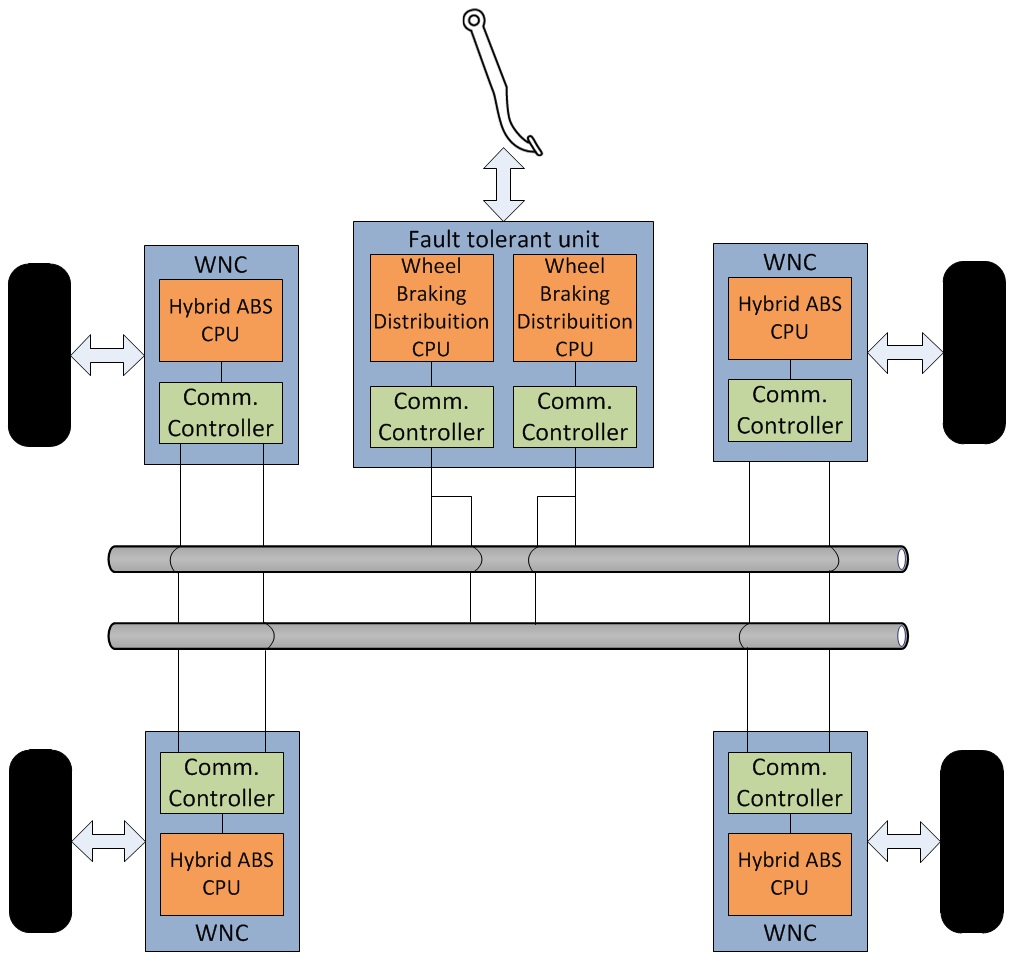 Fault tolerant unit
WNC
Hybrid ABS
CPU
Comm.
Controller
Wheel
Braking
Distribuition
CPU
Comm.
Controller
Wheel
Braking
Distribuition
CPU
Comm.
Controller
WNC
Hybrid ABS
CPU
Comm.
Controller
Comm.
Controller
Hybrid ABS
CPU
WNC
Comm.
Controller
Hybrid ABS
CPU
WNC